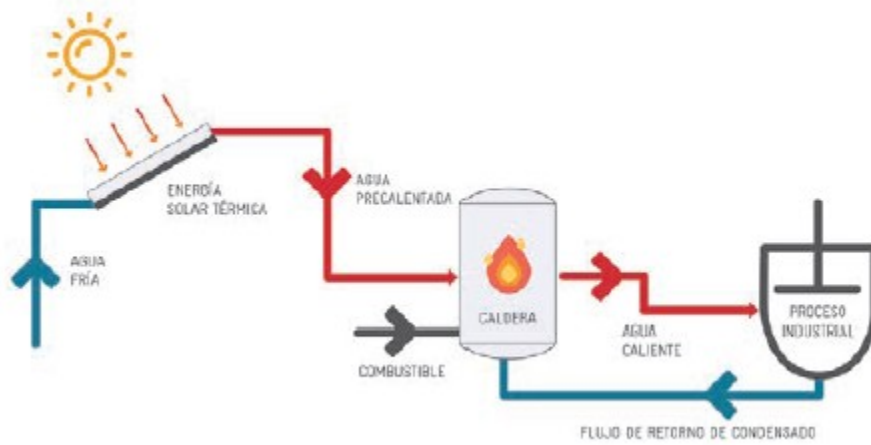 ENERGÍA
SOLAR TÉRMICA
AGUA
PRECALENTADA
AGUA
FRÍA
CALDERA
COMBUSTIBLE
AGUA
CALIENTE
PROCESO
INDUSTRIAL
FLUJO DE RETORNO DE CONDENSADO